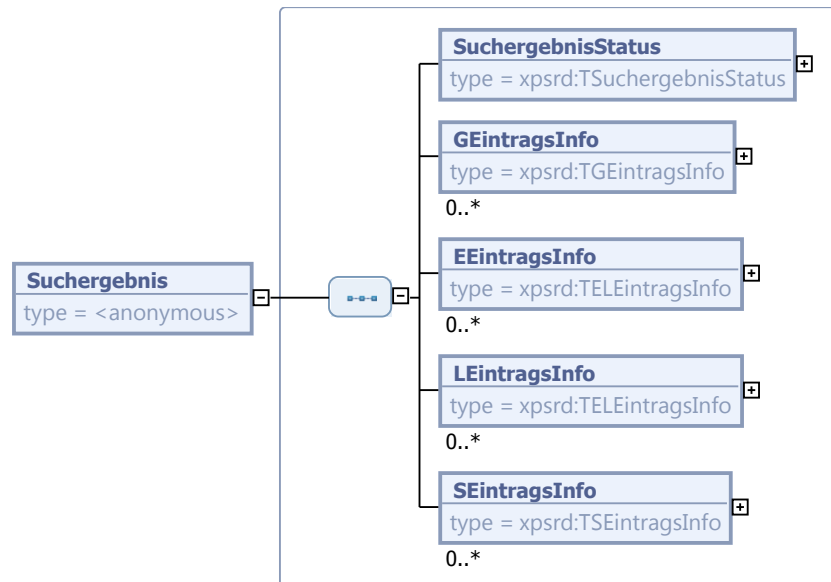 SuchergebnisStatus
type = xpsrd:TSuchergebnisStatus
GEintragsInfo
type = xpsrd:TGEintragsInfo
0..*
EEintragsInfo
type = xpsrd:TELEintragsInfo
0..*
Suchergebnis
type = <anonymous>
LEintragsInfo
type = xpsrd:TELEintragsInfo
0..*
SEintragsInfo
type = xpsrd:TSEintragsInfo
0..*